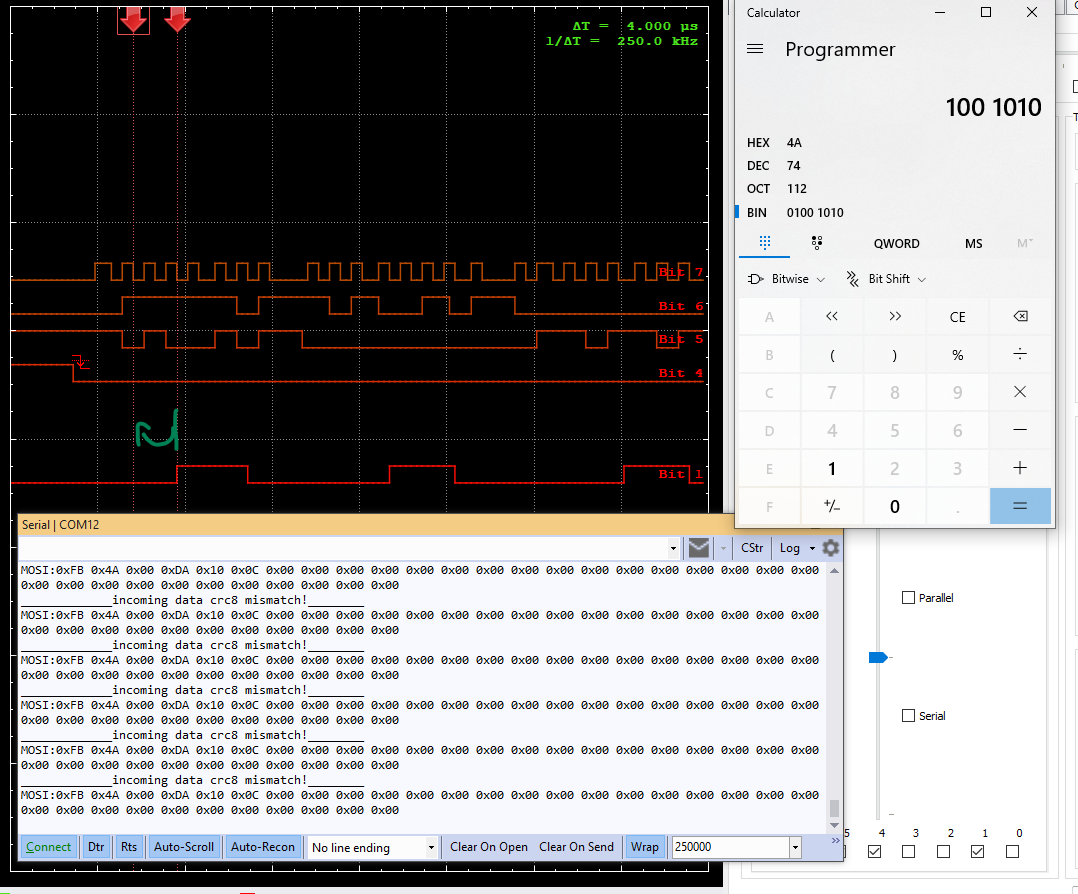 ΔT =  4.000 µs
1/ΔT =  250.0 kHz
Bit 7
Bit 6
Bit 5
Bit 4
Bit 1
Calculator
Programmer
100 1010
HEX 4A
DEC 74
OCT 112
BIN 0100 1010
QWORD MS M˅
Bitwise Bit Shift
A << >> CE
B ( ) % ÷
C 7 8 9 ×
D 4 5 6 −
E 1 2 3 +
F +/− 0 . =
Serial | COM12
CStr Log
MOSI:0xFB 0x4A 0x00 0xDA 0x10 0x0C 0x00 0x00 0x00 0x00 0x00 0x00 0x00 0x00 0x00 0x00 0x00 0x00 0x00 0x00 0x00 0x00
0x00 0x00 0x00 0x00 0x00 0x00 0x00 0x00 0x00 0x00
_____________incoming data crc8 mismatch!________
MOSI:0xFB 0x4A 0x00 0xDA 0x10 0x0C 0x00 0x00 0x00 0x00 0x00 0x00 0x00 0x00 0x00 0x00 0x00 0x00 0x00 0x00 0x00 0x00
0x00 0x00 0x00 0x00 0x00 0x00 0x00 0x00 0x00 0x00
_____________incoming data crc8 mismatch!________
MOSI:0xFB 0x4A 0x00 0xDA 0x10 0x0C 0x00 0x00 0x00 0x00 0x00 0x00 0x00 0x00 0x00 0x00 0x00 0x00 0x00 0x00 0x00 0x00
0x00 0x00 0x00 0x00 0x00 0x00 0x00 0x00 0x00 0x00
_____________incoming data crc8 mismatch!________
MOSI:0xFB 0x4A 0x00 0xDA 0x10 0x0C 0x00 0x00 0x00 0x00 0x00 0x00 0x00 0x00 0x00 0x00 0x00 0x00 0x00 0x00 0x00 0x00
0x00 0x00 0x00 0x00 0x00 0x00 0x00 0x00 0x00 0x00
_____________incoming data crc8 mismatch!________
MOSI:0xFB 0x4A 0x00 0xDA 0x10 0x0C 0x00 0x00 0x00 0x00 0x00 0x00 0x00 0x00 0x00 0x00 0x00 0x00 0x00 0x00 0x00 0x00
0x00 0x00 0x00 0x00 0x00 0x00 0x00 0x00 0x00 0x00
_____________incoming data crc8 mismatch!________
MOSI:0xFB 0x4A 0x00 0xDA 0x10 0x0C 0x00 0x00 0x00 0x00 0x00 0x00 0x00 0x00 0x00 0x00 0x00 0x00 0x00 0x00 0x00 0x00
0x00 0x00 0x00 0x00 0x00 0x00 0x00 0x00 0x00 0x00
Connect Dtr Rts Auto-Scroll Auto-Recon No line ending Clear On Open Clear On Send Wrap 250000
Parallel
Serial
5 4 3 2 1 0